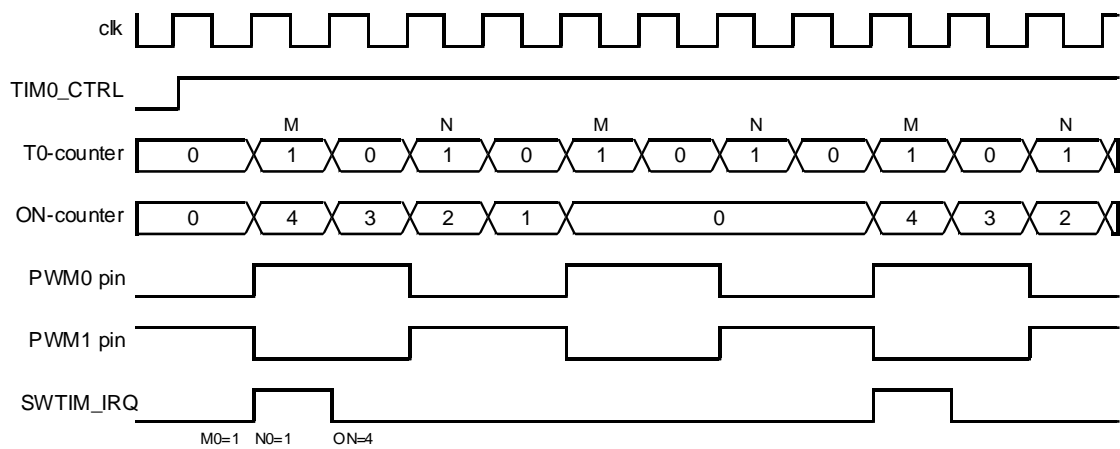 clk
TIM0_CTRL
M N M N M N
T0-counter 0 1 0 1 0 1 0 1 0 1 0 1
ON-counter 0 4 3 2 1 0 4 3 2
PWM0 pin
PWM1 pin
SWTIM_IRQ
M0=1 N0=1 ON=4